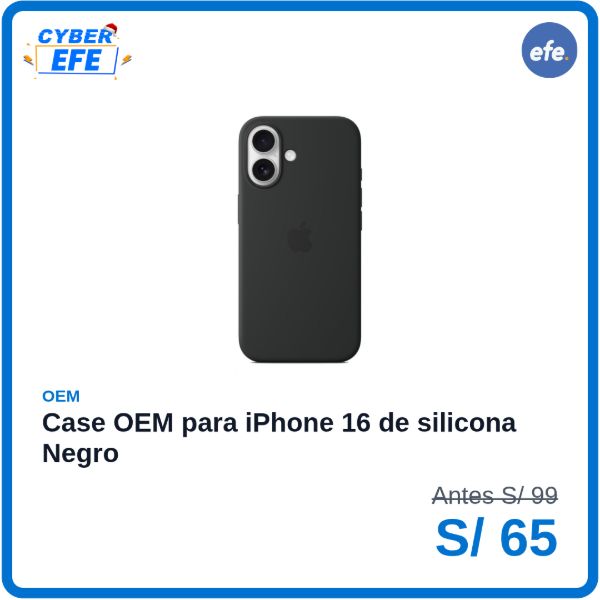 CYBER
EFE
efe.
OEM
Case OEM para iPhone 16 de silicona
Negro
Antes S/ 99
S/ 65